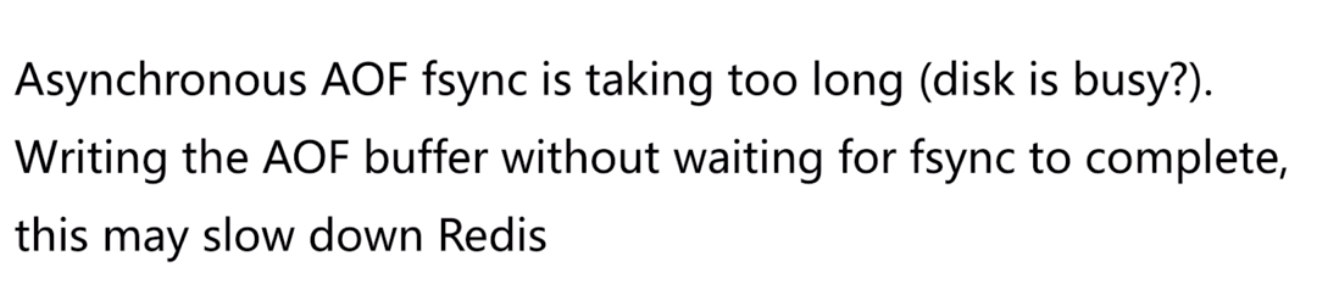 Asynchronous AOF fsync is taking too long (disk is busy?).
Writing the AOF buffer without waiting for fsync to complete,
this may slow down Redis